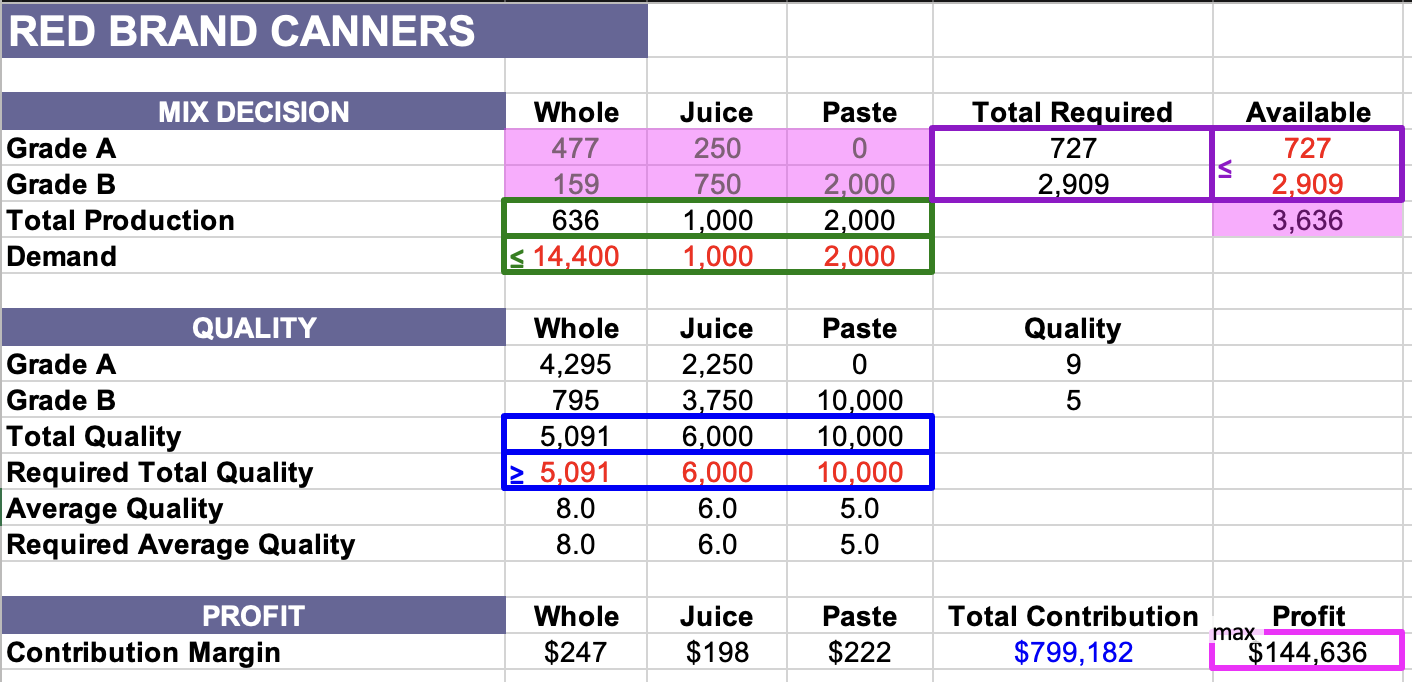 RED BRAND CANNERS
MIX DECISION Whole Juice Paste Total Required Available
Grade A 477 250 0 727 727
Grade B 159 750 2,000 2,909 ≤ 2,909
Total Production 636 1,000 2,000 3,636
Demand ≤ 14,400 1,000 2,000
QUALITY Whole Juice Paste Quality
Grade A 4,295 2,250 0 9
Grade B 795 3,750 10,000 5
Total Quality 5,091 6,000 10,000
Required Total Quality ≥ 5,091 6,000 10,000
Average Quality 8.0 6.0 5.0
Required Average Quality 8.0 6.0 5.0
PROFIT Whole Juice Paste Total Contribution Profit
max
Contribution Margin $247 $198 $222 $799,182 $144,636